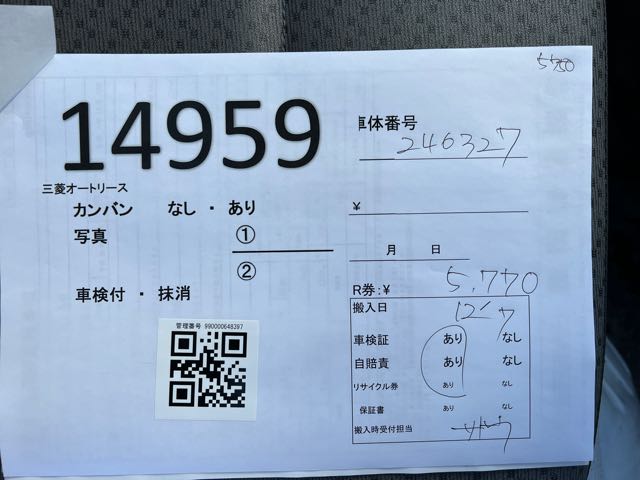 14959
車体番号
246327
三菱オートリース
カンバン なし ・ あり
¥
写真 ①
月 日
②
R券:¥ 5,770
車検付 ・ 抹消
搬入日 12/7
車検証 あり なし
自賠責 あり なし
リサイクル券 あり なし
保証書 あり なし
搬入時受付担当
管理番号 990000648397